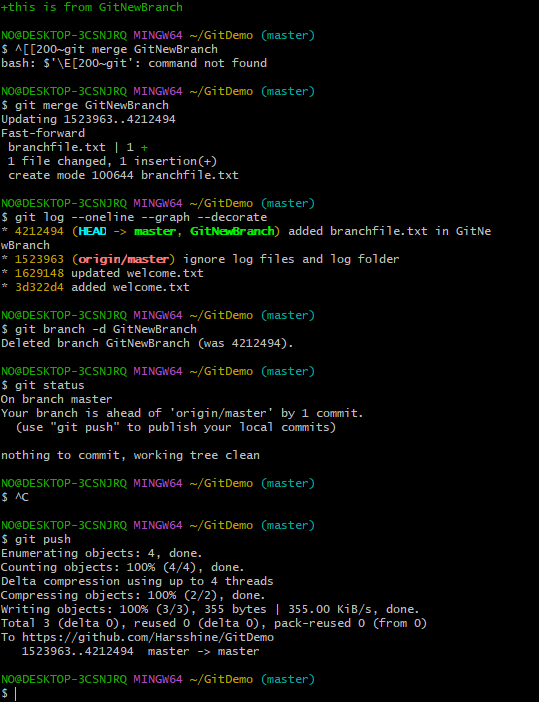 +this is from GitNewBranch
NO@DESKTOP-3CSNJRQ MINGW64 ~/GitDemo (master)
$ ^[[200~git merge GitNewBranch
bash: $'\E[200~git': command not found
NO@DESKTOP-3CSNJRQ MINGW64 ~/GitDemo (master)
$ git merge GitNewBranch
Updating 1523963..4212494
Fast-forward
 branchfile.txt | 1 +
 1 file changed, 1 insertion(+)
 create mode 100644 branchfile.txt
NO@DESKTOP-3CSNJRQ MINGW64 ~/GitDemo (master)
$ git log --oneline --graph --decorate
* 4212494 (HEAD -> master, GitNewBranch) added branchfile.txt in GitNe
wBranch
* 1523963 (origin/master) ignore log files and log folder
* 1629148 updated welcome.txt
* 3d322d4 added welcome.txt
NO@DESKTOP-3CSNJRQ MINGW64 ~/GitDemo (master)
$ git branch -d GitNewBranch
Deleted branch GitNewBranch (was 4212494).
NO@DESKTOP-3CSNJRQ MINGW64 ~/GitDemo (master)
$ git status
On branch master
Your branch is ahead of 'origin/master' by 1 commit.
  (use "git push" to publish your local commits)
nothing to commit, working tree clean
NO@DESKTOP-3CSNJRQ MINGW64 ~/GitDemo (master)
$ ^C
NO@DESKTOP-3CSNJRQ MINGW64 ~/GitDemo (master)
$ git push
Enumerating objects: 4, done.
Counting objects: 100% (4/4), done.
Delta compression using up to 4 threads
Compressing objects: 100% (2/2), done.
Writing objects: 100% (3/3), 355 bytes | 355.00 KiB/s, done.
Total 3 (delta 0), reused 0 (delta 0), pack-reused 0 (from 0)
To https://github.com/Harsshine/GitDemo
   1523963..4212494  master -> master
NO@DESKTOP-3CSNJRQ MINGW64 ~/GitDemo (master)
$